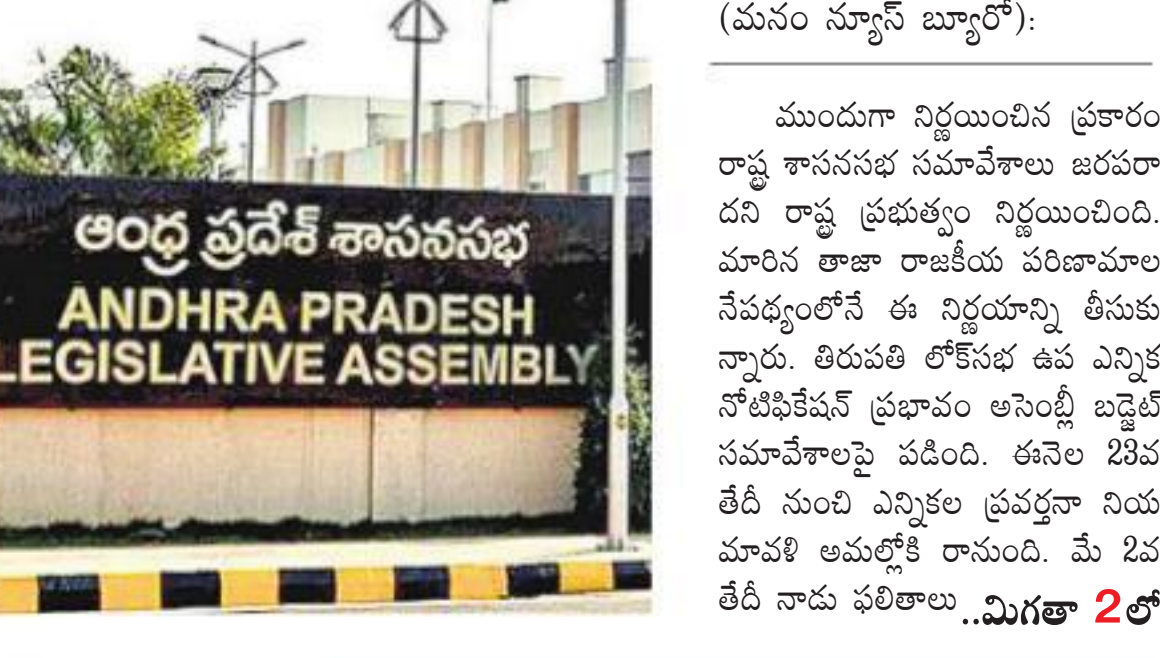 ఆంధ్ర ప్రదేశ్ శాసనసభ
ANDHRA PRADESH
LEGISLATIVE ASSEMBLY
(మనం న్యూస్ బ్యూరో):
ముందుగా నిర్ణయించిన ప్రకారం
రాష్ట్ర శాసనసభ సమావేశాలు జరపరా
దని రాష్ట్ర ప్రభుత్వం నిర్ణయించింది.
మారిన తాజా రాజకీయ పరిణామాల
నేపథ్యంలోనే ఈ నిర్ణయాన్ని తీసుకు
న్నారు. తిరుపతి లోక్‌సభ ఉప ఎన్నిక
నోటిఫికేషన్ ప్రభావం అసెంబ్లీ బడ్జెట్
సమావేశాలపై పడింది. ఈనెల 23వ
తేదీ నుంచి ఎన్నికల ప్రవర్తనా నియ
మావళి అమల్లోకి రానుంది. మే 2వ
తేదీ నాడు ఫలితాలు ..మిగతా 2లో